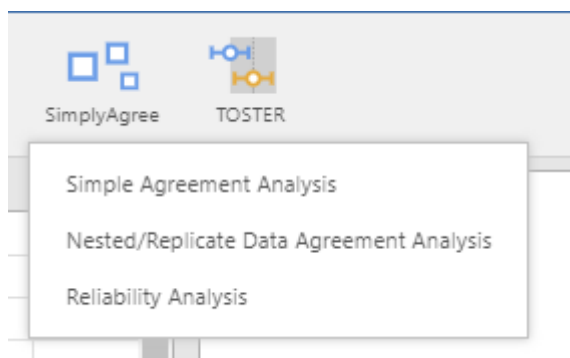 SimplyAgree
TOSTER
Simple Agreement Analysis
Nested/Replicate Data Agreement Analysis
Reliability Analysis